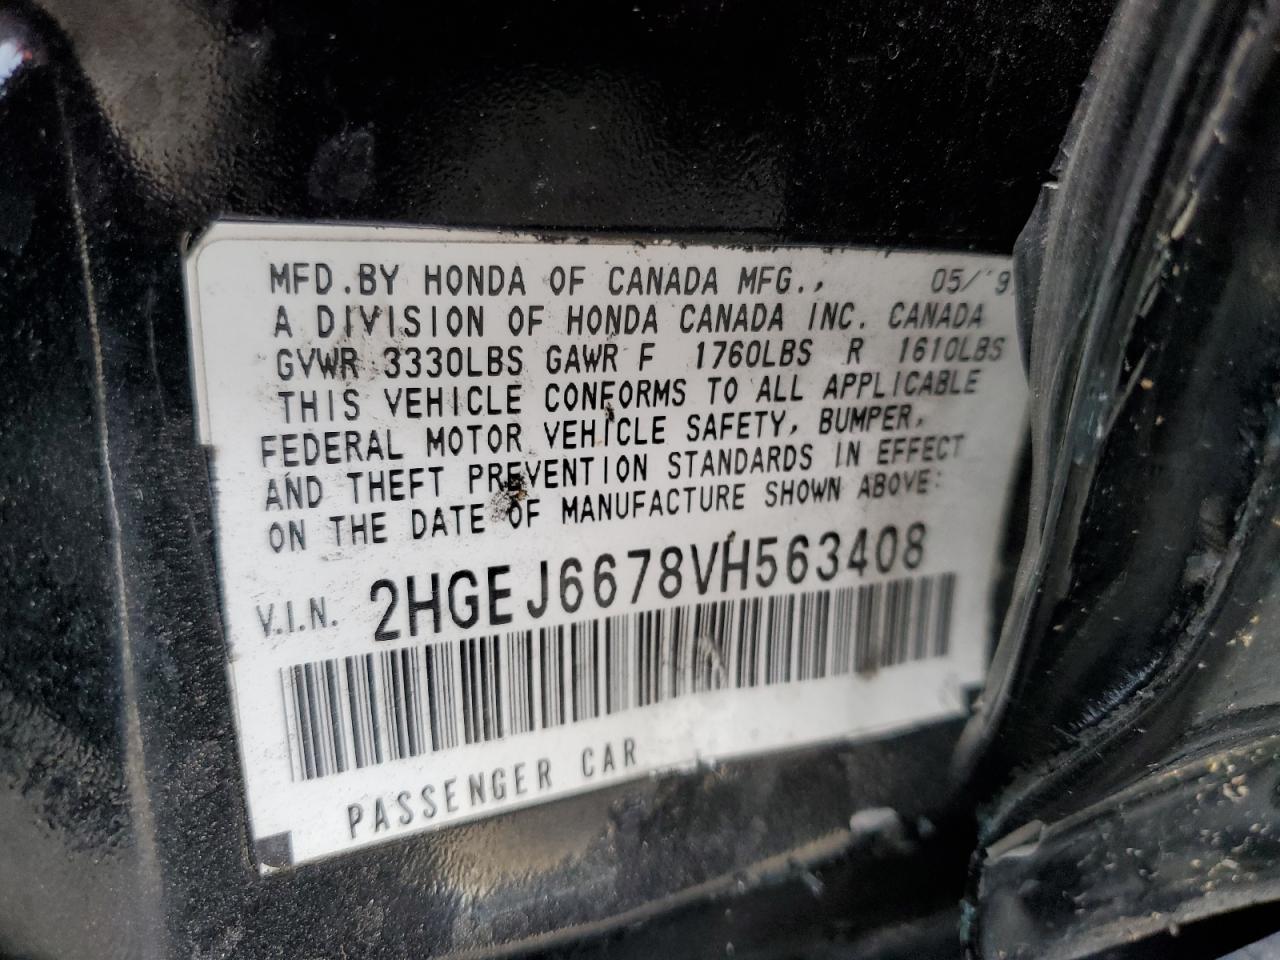 MFD.BY HONDA OF CANADA MFG., 05/'9
A DIVISION OF HONDA CANADA INC. CANADA
GVWR 3330LBS GAWR F 1760LBS R 1610LBS
THIS VEHICLE CONFORMS TO ALL APPLICABLE
FEDERAL MOTOR VEHICLE SAFETY, BUMPER,
AND THEFT PREVENTION STANDARDS IN EFFECT
ON THE DATE OF MANUFACTURE SHOWN ABOVE:
V.I.N. 2HGEJ6678VH563408
PASSENGER CAR